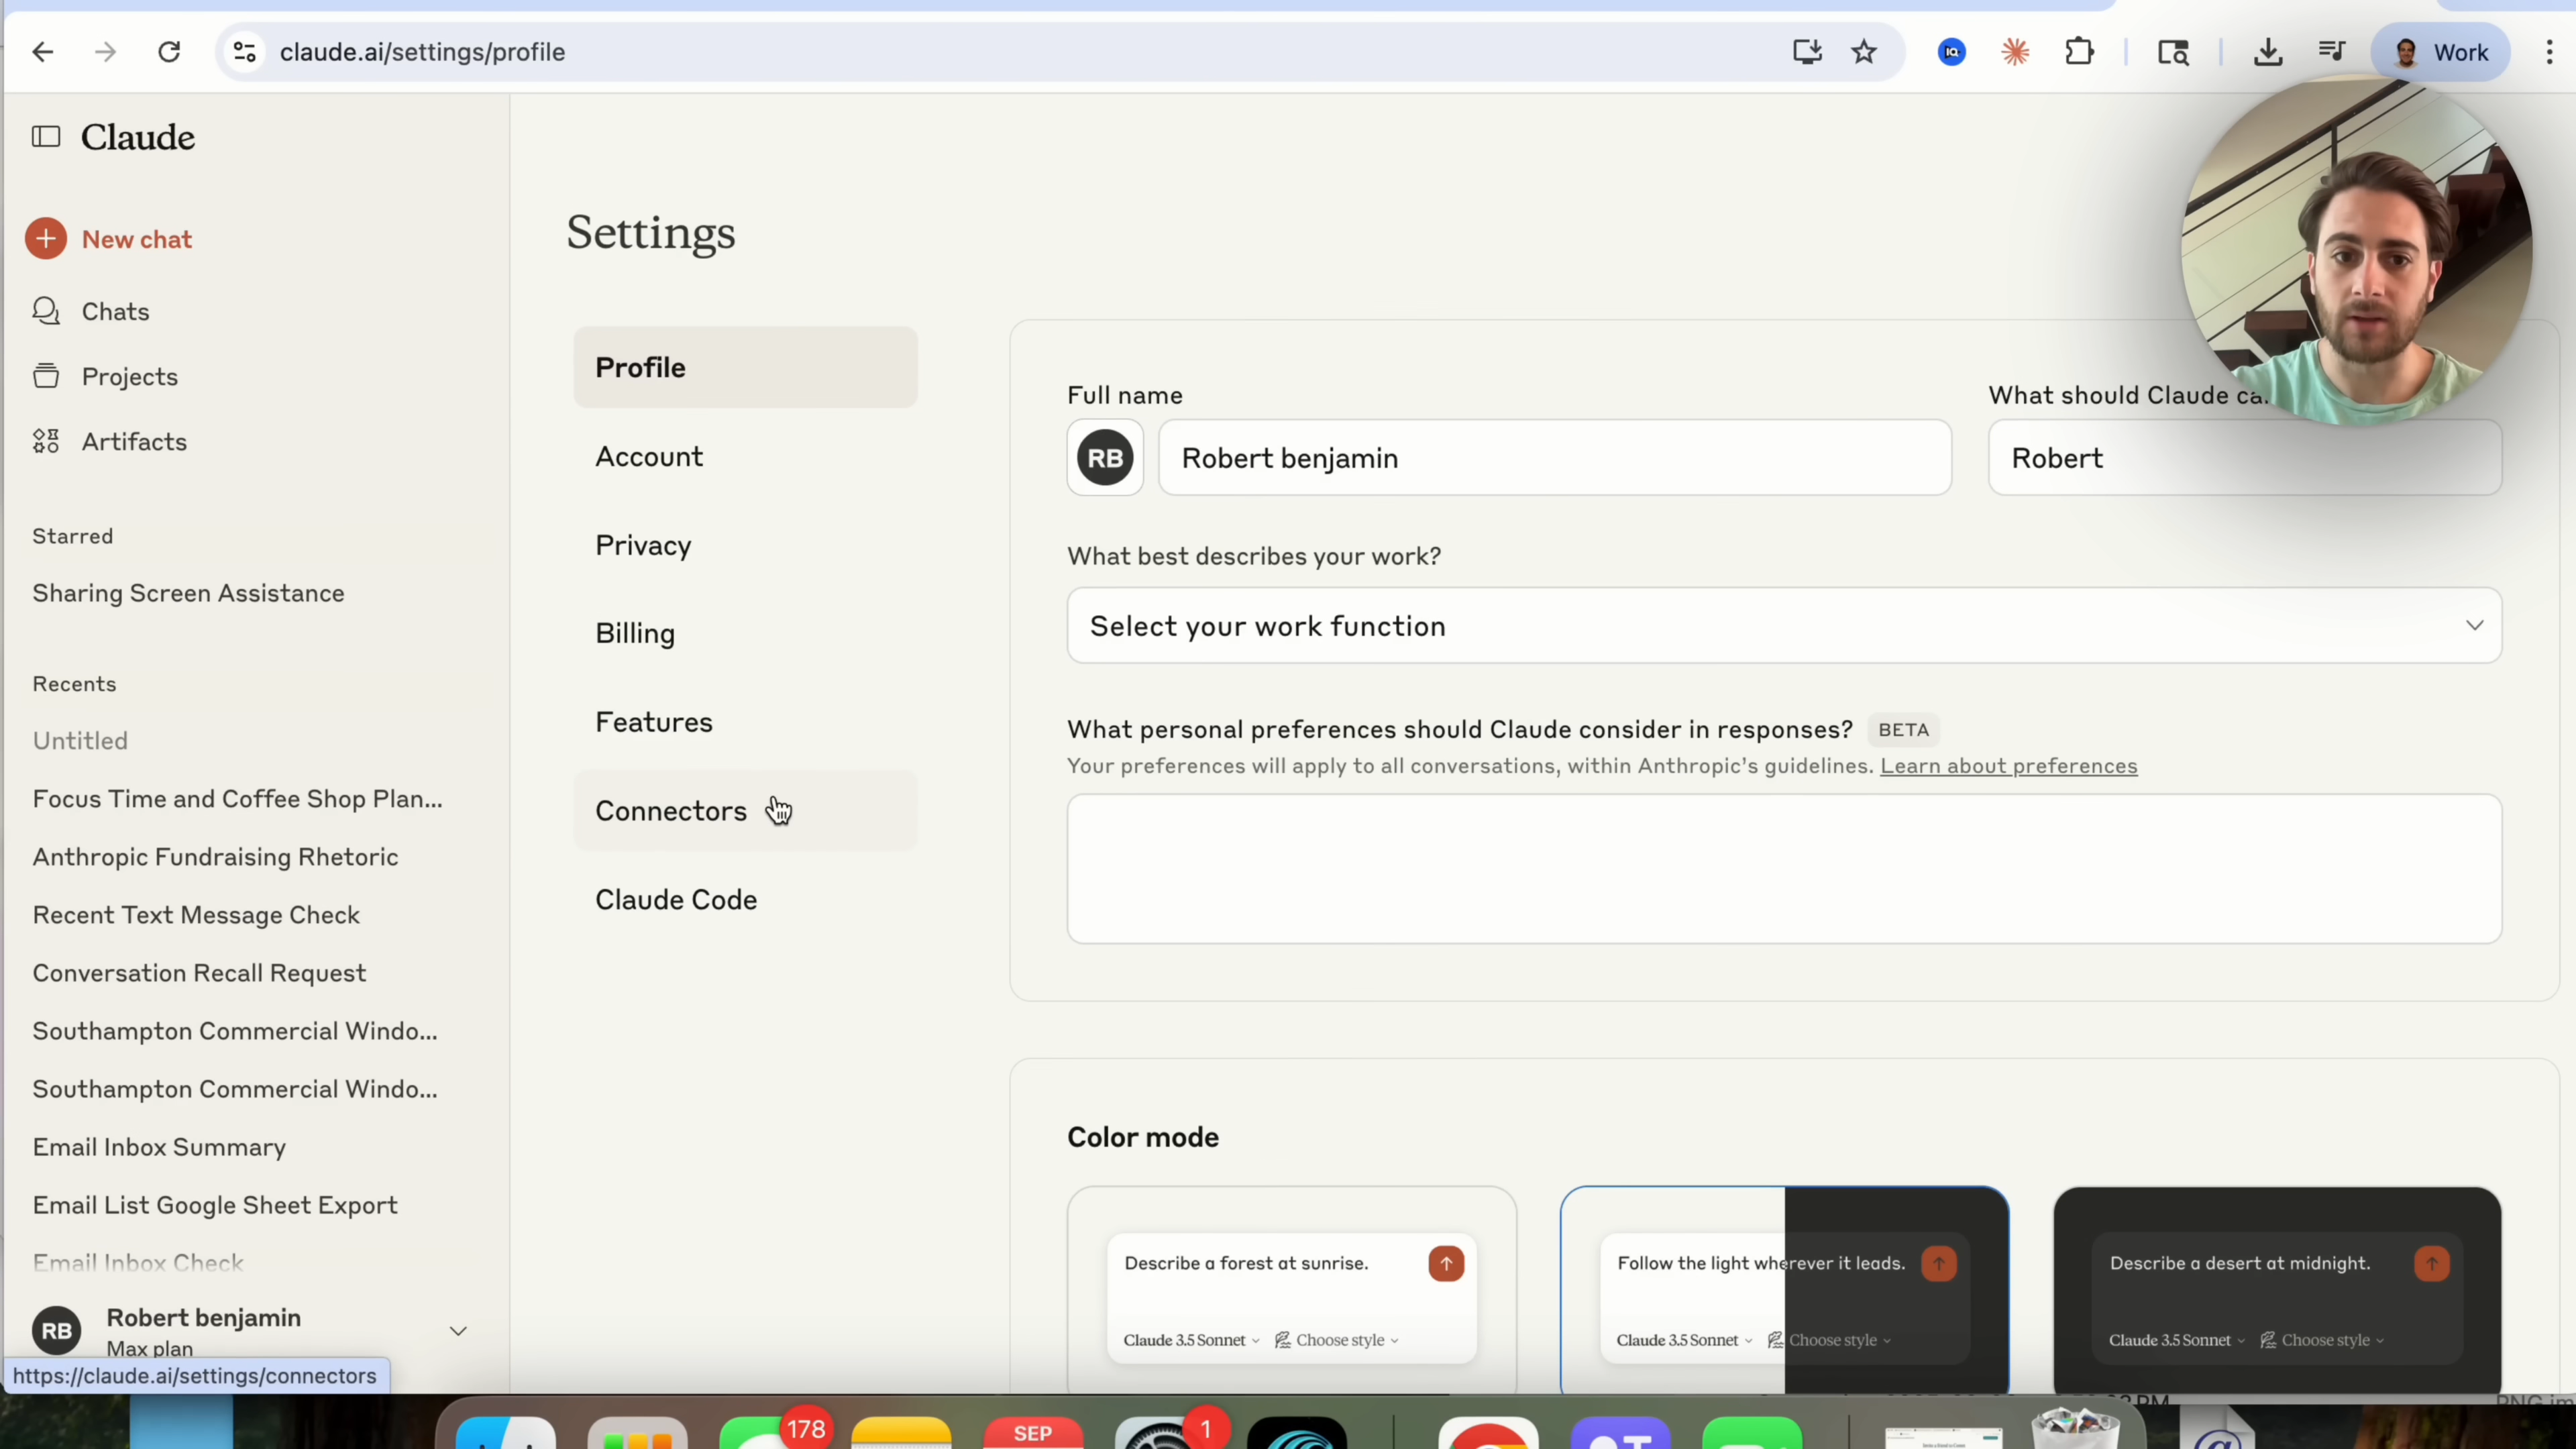 claude.ai/settings/profile
Work
Claude
New chat
Chats
Projects
Artifacts
Starred
Sharing Screen Assistance
Recents
Untitled
Focus Time and Coffee Shop Plan...
Anthropic Fundraising Rhetoric
Recent Text Message Check
Conversation Recall Request
Southampton Commercial Windo...
Southampton Commercial Windo...
Email Inbox Summary
Email List Google Sheet Export
Email Inbox Check
RB
Robert benjamin
Max plan
https://claude.ai/settings/connectors
Settings
Profile
Account
Privacy
Billing
Features
Connectors
Claude Code
Full name
What should Claude ca
RB
Robert benjamin
Robert
What best describes your work?
Select your work function
What personal preferences should Claude consider in responses? BETA
Your preferences will apply to all conversations, within Anthropic's guidelines. Learn about preferences
Color mode
Describe a forest at sunrise.
Claude 3.5 Sonnet Choose style
Follow the light wherever it leads.
Claude 3.5 Sonnet Choose style
Describe a desert at midnight.
Claude 3.5 Sonnet Choose style
178
SEP
1